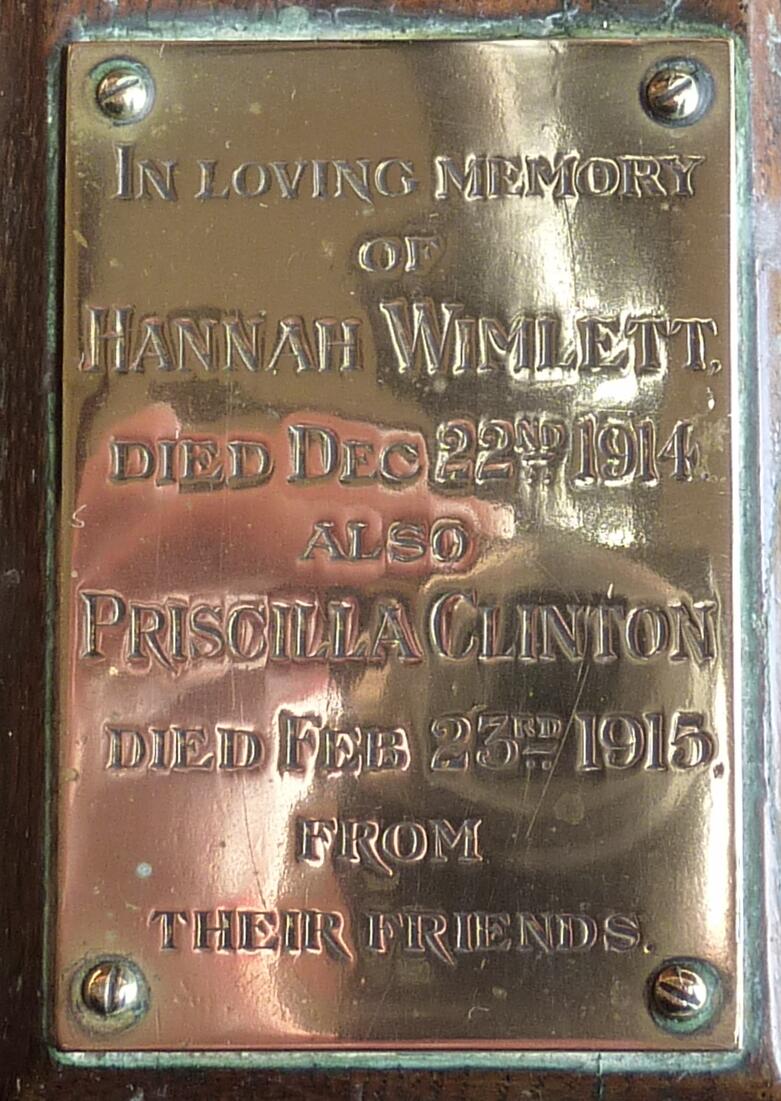 IN LOVING MEMORY
OF
HANNAH WIMLETT,
DIED DEC 22ND 1914.
ALSO
PRISCILLA CLINTON
DIED FEB 23RD 1915.
FROM
THEIR FRIENDS.